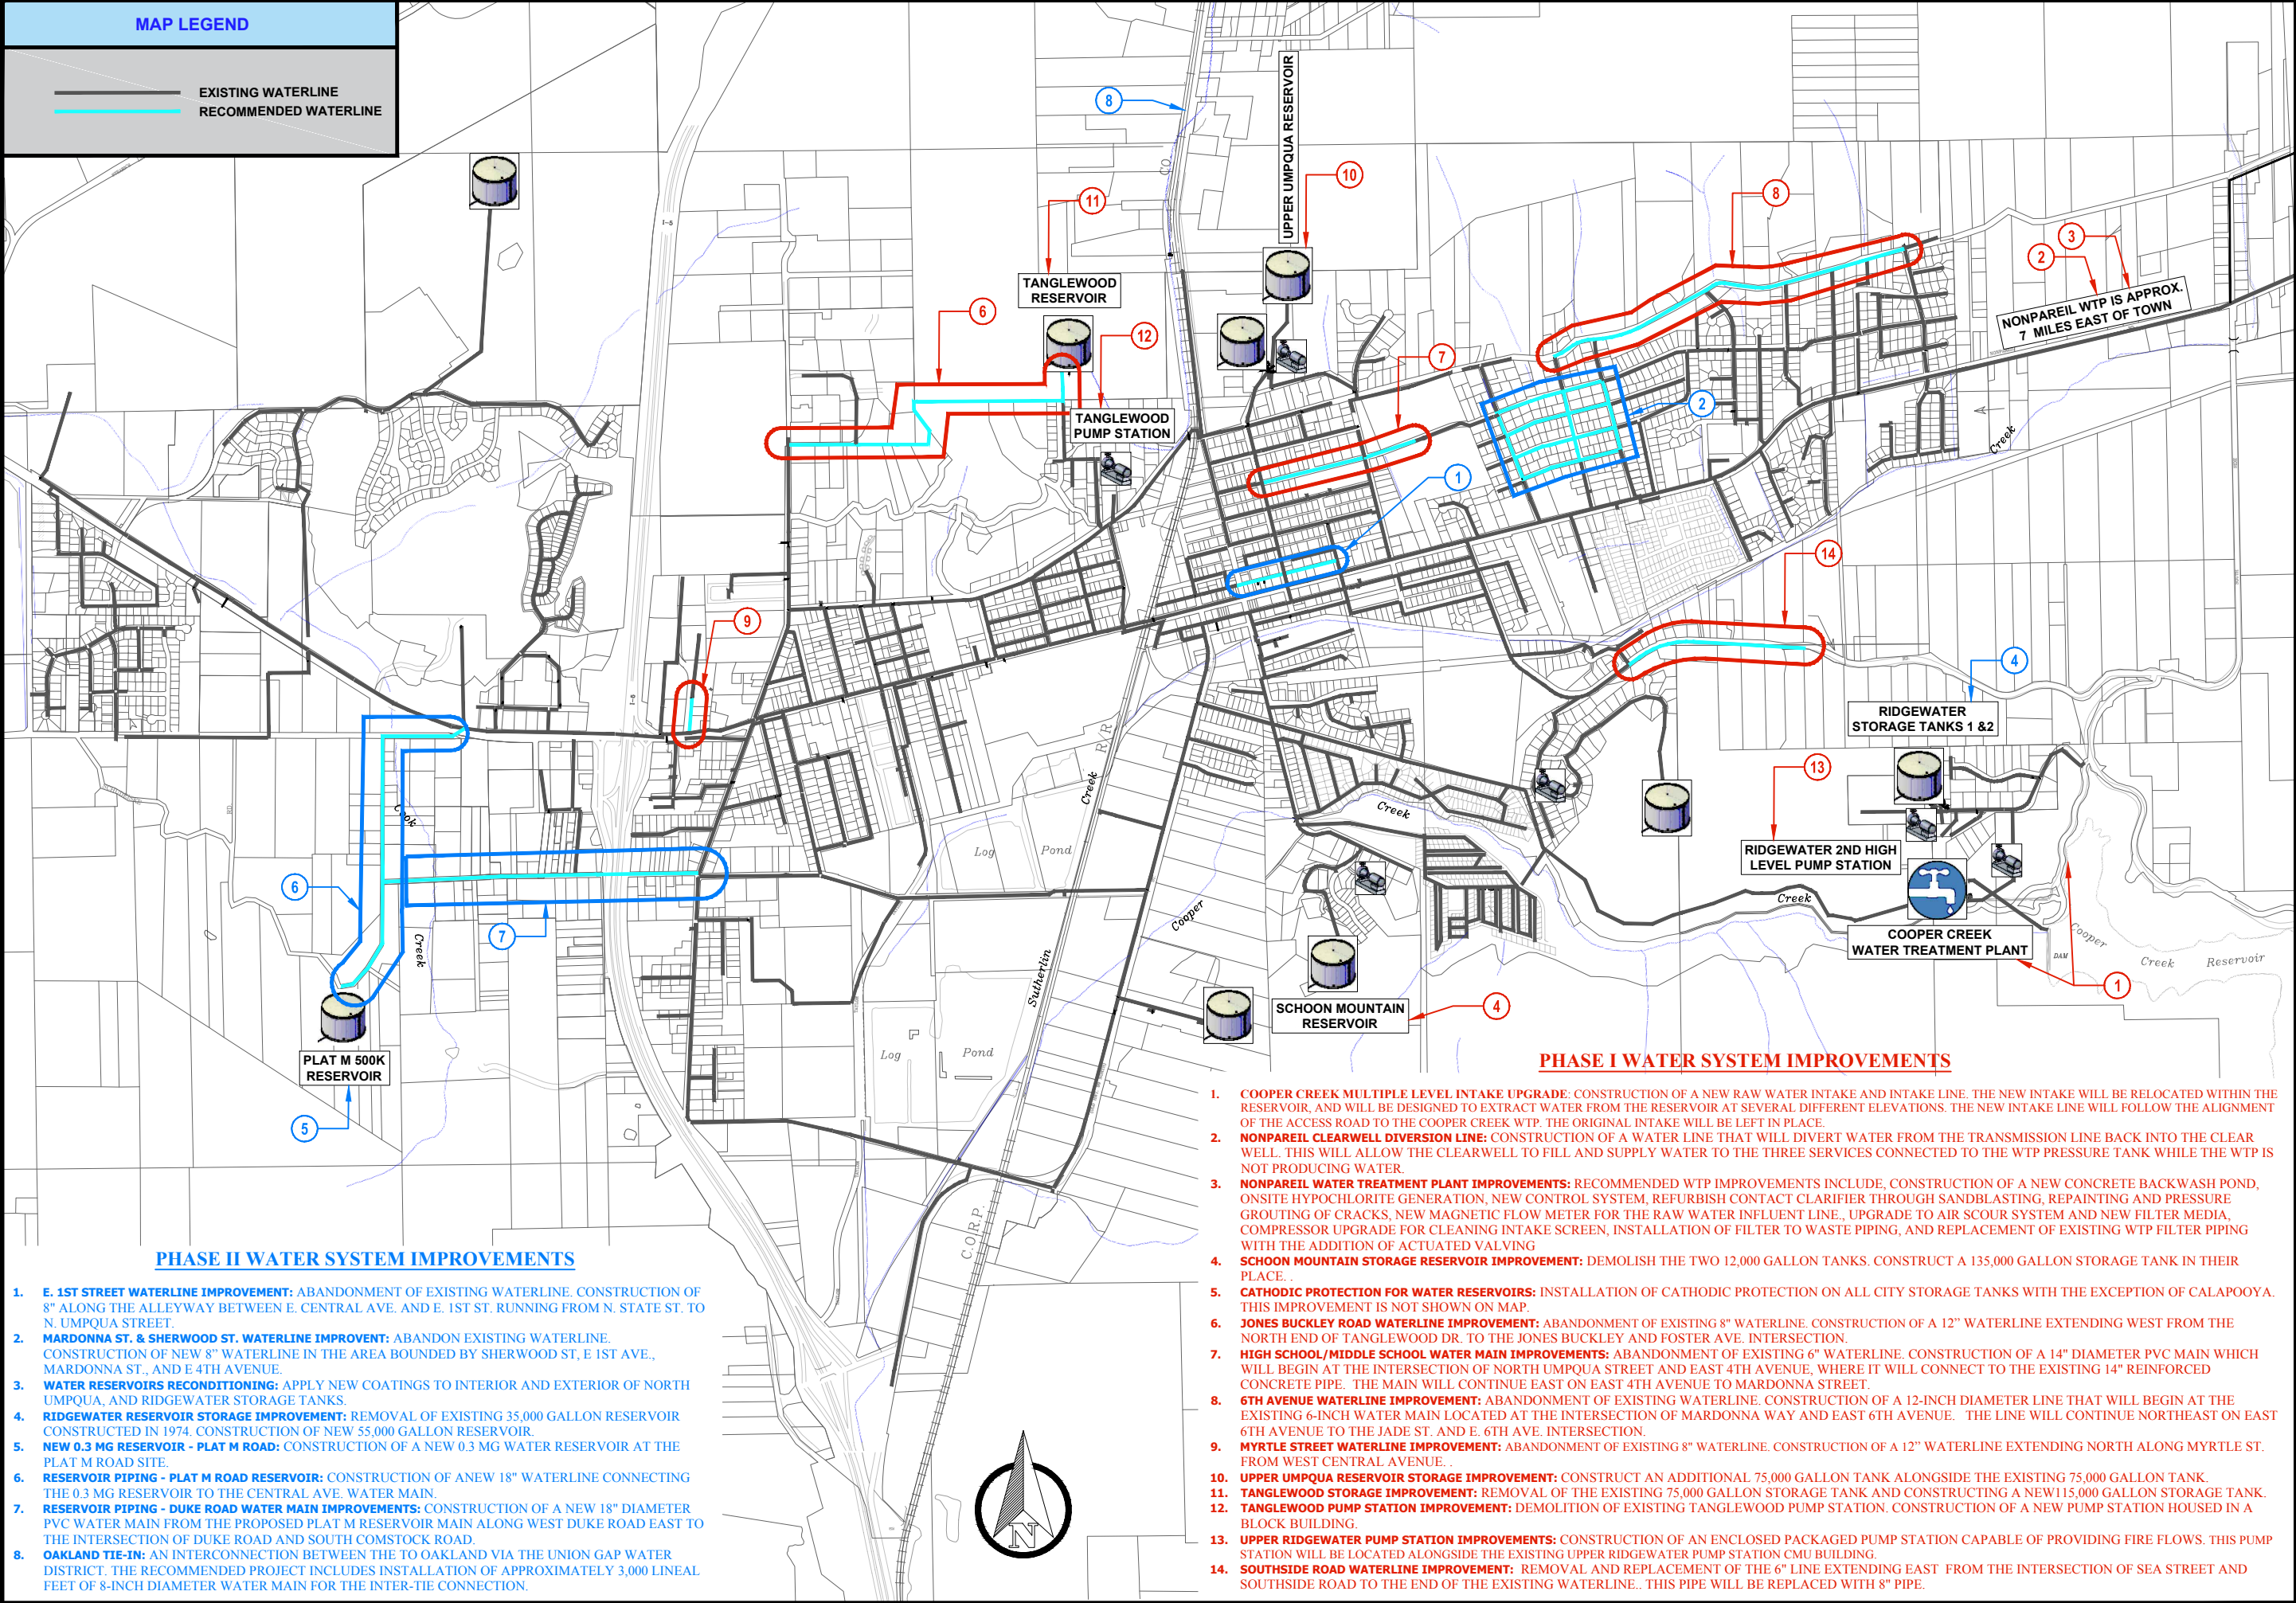 MAP LEGEND
EXISTING WATERLINE
RECOMMENDED WATERLINE
8
UPPER UMPQUA RESERVOIR
10
11
8
3
2
NONPAREIL WTP IS APPROX.
7 MILES EAST OF TOWN
TANGLEWOOD
RESERVOIR
6
12
7
2
TANGLEWOOD
PUMP STATION
1
14
9
4
RIDGEWATER
STORAGE TANKS 1 &2
13
RIDGEWATER 2ND HIGH
LEVEL PUMP STATION
COOPER CREEK
WATER TREATMENT PLANT
1
6
7
SCHOON MOUNTAIN
RESERVOIR
4
PLAT M 500K
RESERVOIR
5
I-5
I-5
CO.
R.R.
C.O.R.P.
Creek
Creek
Creek
Creek
Creek
Cooper
Sutherlin
Log Pond
Log Pond
DAM
Cooper
Creek Reservoir
N
PHASE I WATER SYSTEM IMPROVEMENTS
1. COOPER CREEK MULTIPLE LEVEL INTAKE UPGRADE: CONSTRUCTION OF A NEW RAW WATER INTAKE AND INTAKE LINE. THE NEW INTAKE WILL BE RELOCATED WITHIN THE
RESERVOIR, AND WILL BE DESIGNED TO EXTRACT WATER FROM THE RESERVOIR AT SEVERAL DIFFERENT ELEVATIONS. THE NEW INTAKE LINE WILL FOLLOW THE ALIGNMENT
OF THE ACCESS ROAD TO THE COOPER CREEK WTP. THE ORIGINAL INTAKE WILL BE LEFT IN PLACE.
2. NONPAREIL CLEARWELL DIVERSION LINE: CONSTRUCTION OF A WATER LINE THAT WILL DIVERT WATER FROM THE TRANSMISSION LINE BACK INTO THE CLEAR
WELL. THIS WILL ALLOW THE CLEARWELL TO FILL AND SUPPLY WATER TO THE THREE SERVICES CONNECTED TO THE WTP PRESSURE TANK WHILE THE WTP IS
NOT PRODUCING WATER.
3. NONPAREIL WATER TREATMENT PLANT IMPROVEMENTS: RECOMMENDED WTP IMPROVEMENTS INCLUDE, CONSTRUCTION OF A NEW CONCRETE BACKWASH POND,
ONSITE HYPOCHLORITE GENERATION, NEW CONTROL SYSTEM, REFURBISH CONTACT CLARIFIER THROUGH SANDBLASTING, REPAINTING AND PRESSURE
GROUTING OF CRACKS, NEW MAGNETIC FLOW METER FOR THE RAW WATER INFLUENT LINE., UPGRADE TO AIR SCOUR SYSTEM AND NEW FILTER MEDIA,
COMPRESSOR UPGRADE FOR CLEANING INTAKE SCREEN, INSTALLATION OF FILTER TO WASTE PIPING, AND REPLACEMENT OF EXISTING WTP FILTER PIPING
WITH THE ADDITION OF ACTUATED VALVING
4. SCHOON MOUNTAIN STORAGE RESERVOIR IMPROVEMENT: DEMOLISH THE TWO 12,000 GALLON TANKS. CONSTRUCT A 135,000 GALLON STORAGE TANK IN THEIR
PLACE. .
5. CATHODIC PROTECTION FOR WATER RESERVOIRS: INSTALLATION OF CATHODIC PROTECTION ON ALL CITY STORAGE TANKS WITH THE EXCEPTION OF CALAPOOYA.
THIS IMPROVEMENT IS NOT SHOWN ON MAP.
6. JONES BUCKLEY ROAD WATERLINE IMPROVEMENT: ABANDONMENT OF EXISTING 8" WATERLINE. CONSTRUCTION OF A 12” WATERLINE EXTENDING WEST FROM THE
NORTH END OF TANGLEWOOD DR. TO THE JONES BUCKLEY AND FOSTER AVE. INTERSECTION.
7. HIGH SCHOOL/MIDDLE SCHOOL WATER MAIN IMPROVEMENTS: ABANDONMENT OF EXISTING 6" WATERLINE. CONSTRUCTION OF A 14" DIAMETER PVC MAIN WHICH
WILL BEGIN AT THE INTERSECTION OF NORTH UMPQUA STREET AND EAST 4TH AVENUE, WHERE IT WILL CONNECT TO THE EXISTING 14" REINFORCED
CONCRETE PIPE. THE MAIN WILL CONTINUE EAST ON EAST 4TH AVENUE TO MARDONNA STREET.
8. 6TH AVENUE WATERLINE IMPROVEMENT: ABANDONMENT OF EXISTING WATERLINE. CONSTRUCTION OF A 12-INCH DIAMETER LINE THAT WILL BEGIN AT THE
EXISTING 6-INCH WATER MAIN LOCATED AT THE INTERSECTION OF MARDONNA WAY AND EAST 6TH AVENUE. THE LINE WILL CONTINUE NORTHEAST ON EAST
6TH AVENUE TO THE JADE ST. AND E. 6TH AVE. INTERSECTION.
9. MYRTLE STREET WATERLINE IMPROVEMENT: ABANDONMENT OF EXISTING 8" WATERLINE. CONSTRUCTION OF A 12” WATERLINE EXTENDING NORTH ALONG MYRTLE ST.
FROM WEST CENTRAL AVENUE. .
10. UPPER UMPQUA RESERVOIR STORAGE IMPROVEMENT: CONSTRUCT AN ADDITIONAL 75,000 GALLON TANK ALONGSIDE THE EXISTING 75,000 GALLON TANK.
11. TANGLEWOOD STORAGE IMPROVEMENT: REMOVAL OF THE EXISTING 75,000 GALLON STORAGE TANK AND CONSTRUCTING A NEW115,000 GALLON STORAGE TANK.
12. TANGLEWOOD PUMP STATION IMPROVEMENT: DEMOLITION OF EXISTING TANGLEWOOD PUMP STATION. CONSTRUCTION OF A NEW PUMP STATION HOUSED IN A
BLOCK BUILDING.
13. UPPER RIDGEWATER PUMP STATION IMPROVEMENTS: CONSTRUCTION OF AN ENCLOSED PACKAGED PUMP STATION CAPABLE OF PROVIDING FIRE FLOWS. THIS PUMP
STATION WILL BE LOCATED ALONGSIDE THE EXISTING UPPER RIDGEWATER PUMP STATION CMU BUILDING.
14. SOUTHSIDE ROAD WATERLINE IMPROVEMENT: REMOVAL AND REPLACEMENT OF THE 6" LINE EXTENDING EAST FROM THE INTERSECTION OF SEA STREET AND
SOUTHSIDE ROAD TO THE END OF THE EXISTING WATERLINE.. THIS PIPE WILL BE REPLACED WITH 8" PIPE.
PHASE II WATER SYSTEM IMPROVEMENTS
1. E. 1ST STREET WATERLINE IMPROVEMENT: ABANDONMENT OF EXISTING WATERLINE. CONSTRUCTION OF
8" ALONG THE ALLEYWAY BETWEEN E. CENTRAL AVE. AND E. 1ST ST. RUNNING FROM N. STATE ST. TO
N. UMPQUA STREET.
2. MARDONNA ST. & SHERWOOD ST. WATERLINE IMPROVENT: ABANDON EXISTING WATERLINE.
CONSTRUCTION OF NEW 8” WATERLINE IN THE AREA BOUNDED BY SHERWOOD ST, E 1ST AVE.,
MARDONNA ST., AND E 4TH AVENUE.
3. WATER RESERVOIRS RECONDITIONING: APPLY NEW COATINGS TO INTERIOR AND EXTERIOR OF NORTH
UMPQUA, AND RIDGEWATER STORAGE TANKS.
4. RIDGEWATER RESERVOIR STORAGE IMPROVEMENT: REMOVAL OF EXISTING 35,000 GALLON RESERVOIR
CONSTRUCTED IN 1974. CONSTRUCTION OF NEW 55,000 GALLON RESERVOIR.
5. NEW 0.3 MG RESERVOIR - PLAT M ROAD: CONSTRUCTION OF A NEW 0.3 MG WATER RESERVOIR AT THE
PLAT M ROAD SITE.
6. RESERVOIR PIPING - PLAT M ROAD RESERVOIR: CONSTRUCTION OF ANEW 18" WATERLINE CONNECTING
THE 0.3 MG RESERVOIR TO THE CENTRAL AVE. WATER MAIN.
7. RESERVOIR PIPING - DUKE ROAD WATER MAIN IMPROVEMENTS: CONSTRUCTION OF A NEW 18" DIAMETER
PVC WATER MAIN FROM THE PROPOSED PLAT M RESERVOIR MAIN ALONG WEST DUKE ROAD EAST TO
THE INTERSECTION OF DUKE ROAD AND SOUTH COMSTOCK ROAD.
8. OAKLAND TIE-IN: AN INTERCONNECTION BETWEEN THE TO OAKLAND VIA THE UNION GAP WATER
DISTRICT. THE RECOMMENDED PROJECT INCLUDES INSTALLATION OF APPROXIMATELY 3,000 LINEAL
FEET OF 8-INCH DIAMETER WATER MAIN FOR THE INTER-TIE CONNECTION.